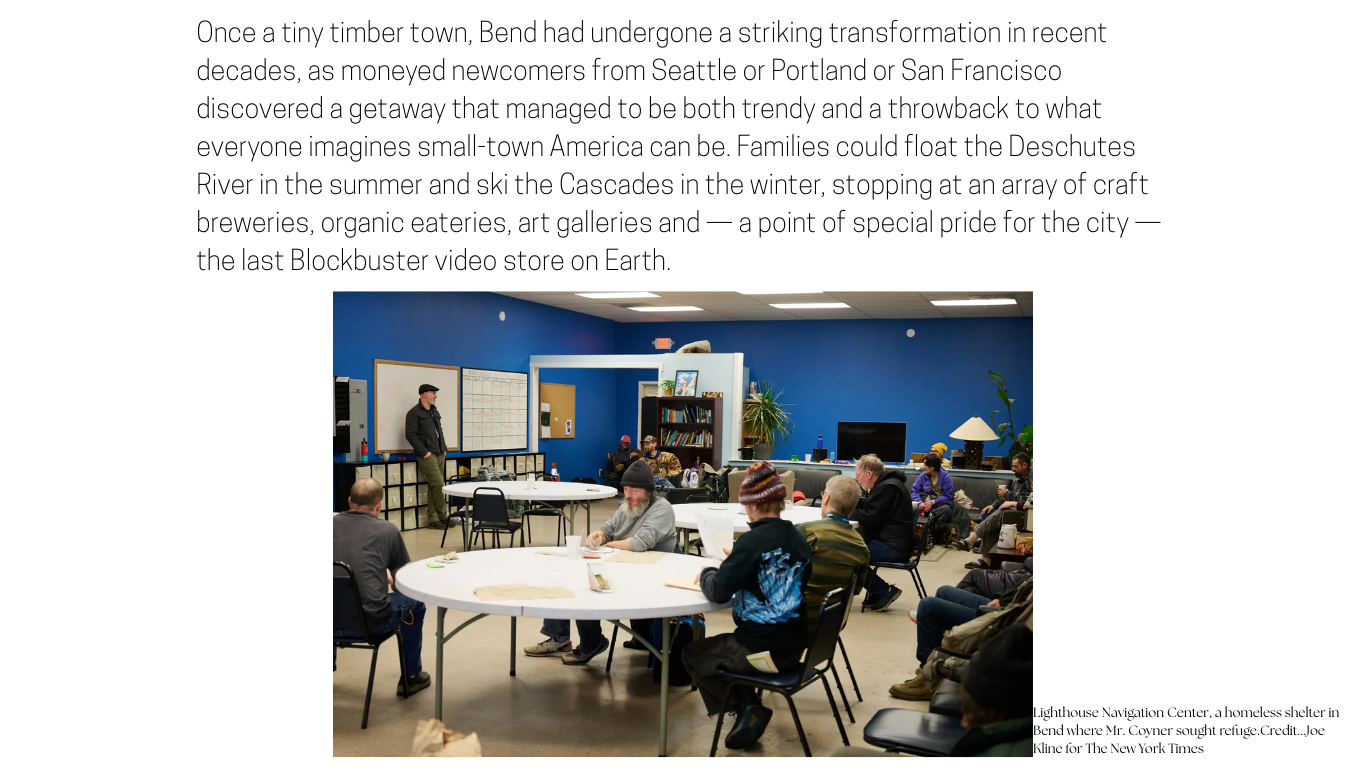 Once a tiny timber town, Bend had undergone a striking transformation in recent
decades, as moneyed newcomers from Seattle or Portland or San Francisco
discovered a getaway that managed to be both trendy and a throwback to what
everyone imagines small-town America can be. Families could float the Deschutes
River in the summer and ski the Cascades in the winter, stopping at an array of craft
breweries, organic eateries, art galleries and — a point of special pride for the city —
the last Blockbuster video store on Earth.
Lighthouse Navigation Center, a homeless shelter in
Bend where Mr. Coyner sought refuge.Credit...Joe
Kline for The New York Times